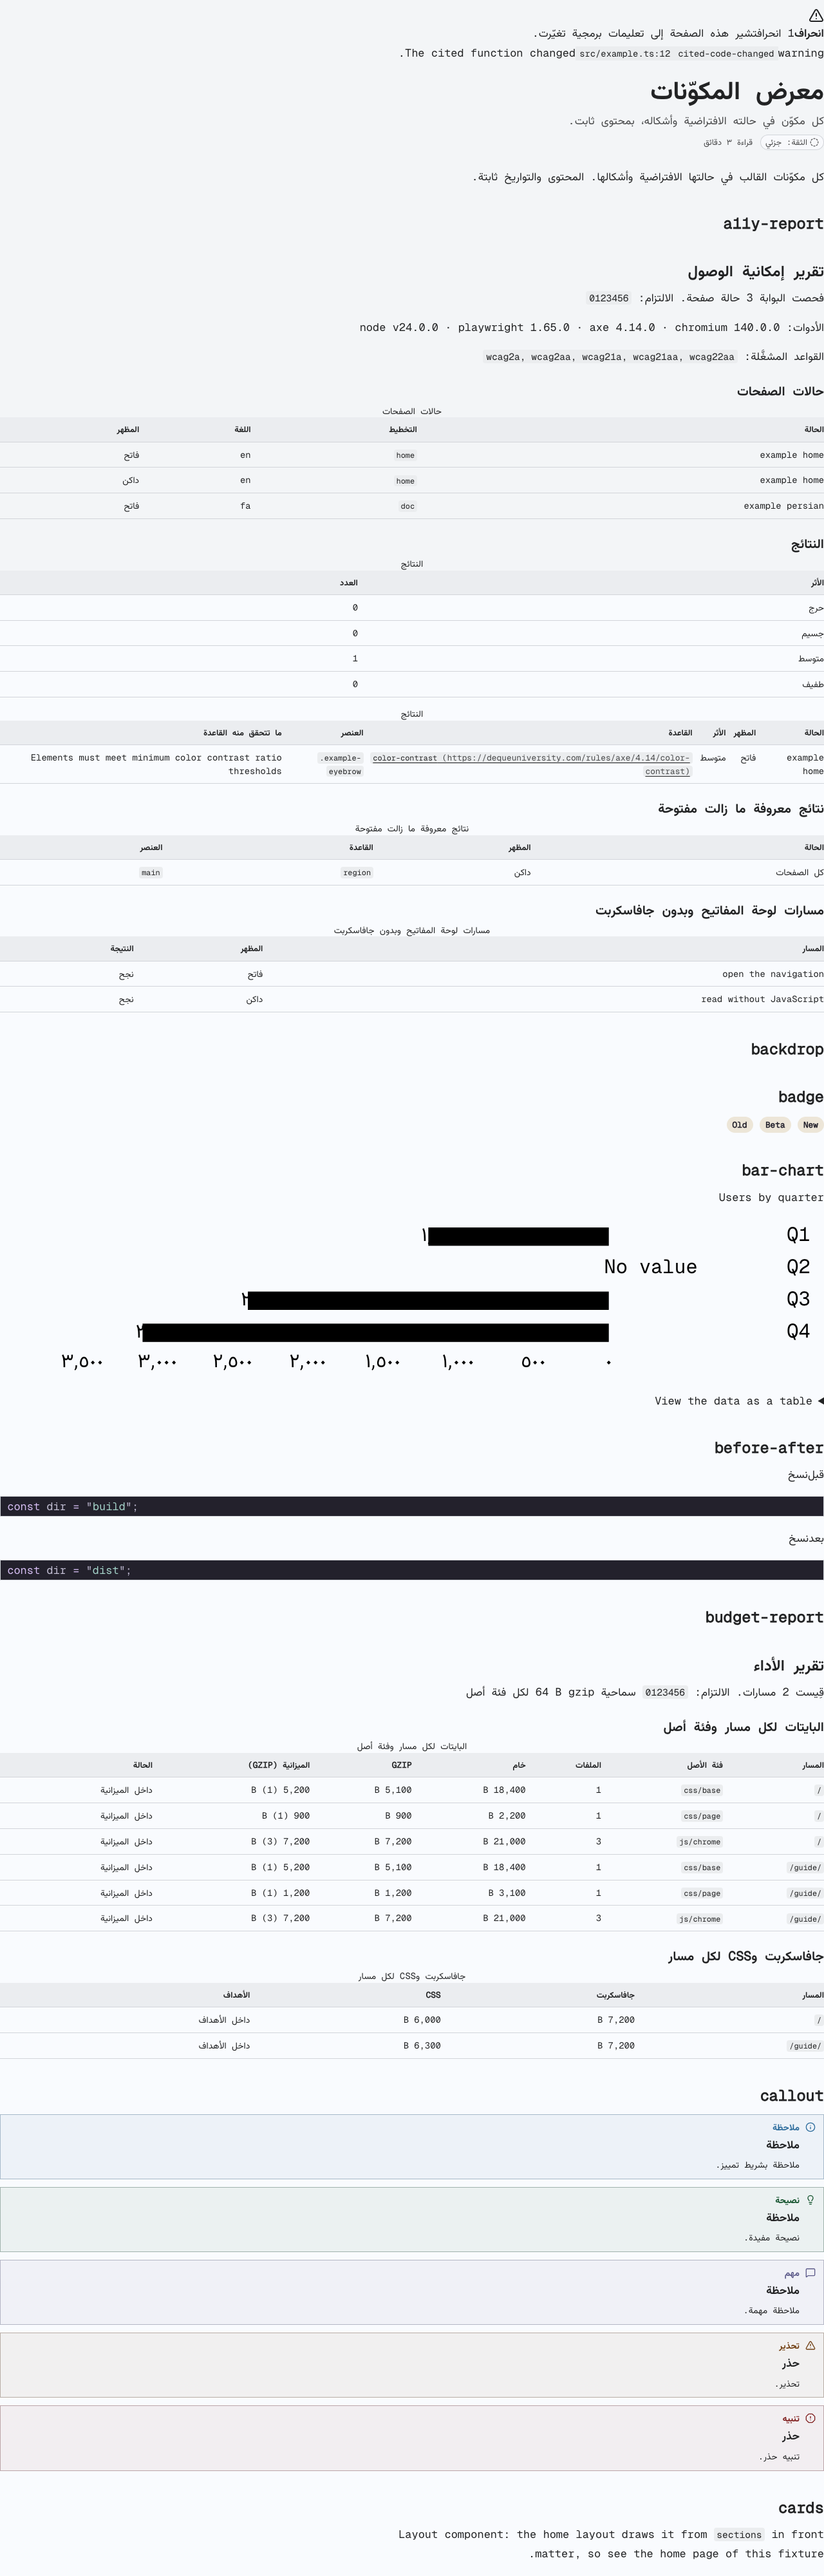 انحراف1 انحرافتشير هذه الصفحة إلى تعليمات برمجية تغيّرت.
warning cited-code-changed src/example.ts:12 The cited function changed.
معرض المكوّنات
كل مكوّن في حالته الافتراضية وأشكاله، بمحتوى ثابت.
الثقة: جزئي قراءة ٣ دقائق
كل مكوّنات القالب في حالتها الافتراضية وأشكالها. المحتوى والتواريخ ثابتة.
a11y-report
تقرير إمكانية الوصول
فحصت البوابة 3 حالة صفحة. الالتزام: 0123456
الأدوات: node v24.0.0 · playwright 1.65.0 · axe 4.14.0 · chromium 140.0.0
القواعد المشغَّلة: wcag2a, wcag2aa, wcag21a, wcag21aa, wcag22aa
حالات الصفحات
حالات الصفحات
الحالة التخطيط اللغة المظهر
example home home en فاتح
example home home en داكن
example persian doc fa فاتح
النتائج
النتائج
الأثر العدد
حرج 0
جسيم 0
متوسط 1
طفيف 0
النتائج
الحالة المظهر الأثر القاعدة العنصر ما تتحقق منه القاعدة
example home فاتح متوسط color-contrast (https://dequeuniversity.com/rules/axe/4.14/color-contrast) .example-eyebrow Elements must meet minimum color contrast ratio thresholds
نتائج معروفة ما زالت مفتوحة
نتائج معروفة ما زالت مفتوحة
الحالة المظهر القاعدة العنصر
كل الصفحات داكن region main
مسارات لوحة المفاتيح وبدون جافاسكربت
مسارات لوحة المفاتيح وبدون جافاسكربت
المسار المظهر النتيجة
open the navigation فاتح نجح
read without JavaScript داكن نجح
backdrop
badge
New Beta Old
bar-chart
Users by quarter
Q1 ١
Q2 No value
Q3 ٢
Q4
٠ ٥٠٠ ١٬٠٠٠ ١٬٥٠٠ ٢٬٠٠٠ ٢٬٥٠٠ ٣٬٠٠٠ ٣٬٥٠٠
View the data as a table
before-after
قبلنسخ
const dir = "build";
بعدنسخ
const dir = "dist";
budget-report
تقرير الأداء
قِيست 2 مسارات. الالتزام: 0123456 سماحية 64 B gzip لكل فئة أصل
البايتات لكل مسار وفئة أصل
البايتات لكل مسار وفئة أصل
المسار فئة الأصل الملفات خام GZIP الميزانية (GZIP) الحالة
/ css/base 1 18,400 B 5,100 B 5,200 B (1) داخل الميزانية
/ css/page 1 2,200 B 900 B 900 B (1) داخل الميزانية
/ js/chrome 3 21,000 B 7,200 B 7,200 B (3) داخل الميزانية
/guide/ css/base 1 18,400 B 5,100 B 5,200 B (1) داخل الميزانية
/guide/ css/page 1 3,100 B 1,200 B 1,200 B (1) داخل الميزانية
/guide/ js/chrome 3 21,000 B 7,200 B 7,200 B (3) داخل الميزانية
جافاسكربت وCSS لكل مسار
جافاسكربت وCSS لكل مسار
المسار جافاسكربت CSS الأهداف
/ 7,200 B 6,000 B داخل الأهداف
/guide/ 7,200 B 6,300 B داخل الأهداف
callout
ملاحظة
ملاحظة
ملاحظة بشريط تمييز.
نصيحة
ملاحظة
نصيحة مفيدة.
مهم
ملاحظة
ملاحظة مهمة.
تحذير
حذر
تحذير.
تنبيه
حذر
تنبيه حذر.
cards
Layout component: the home layout draws it from sections in front
matter, so see the home page of this fixture.